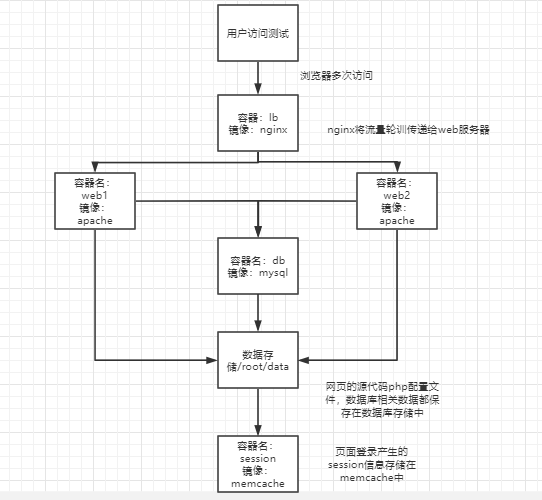 用户访问测试
浏览器多次访问
容器：lb
镜像：nginx
nginx将流量轮训传递给web服务器
容器名：
web1
镜像：
apache
容器名：
web2
镜像：
apache
容器名：db
镜像：mysql
数据存
储/root/data
网页的源代码php配置文
件，数据库相关数据都保
存在数据库存储中
容器名：
session
镜像：
memcache
页面登录产生的
session信息存储在
memcache中